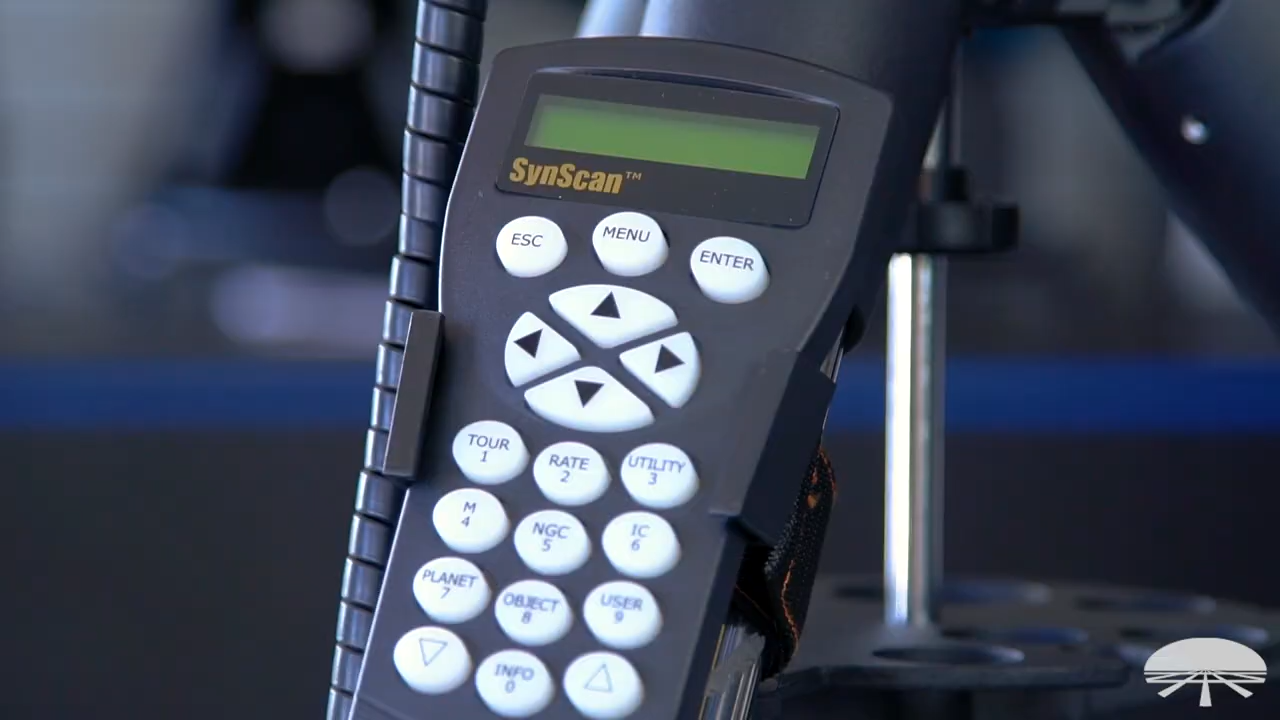 SynScan™
ESC MENU ENTER
TOUR RATE UTILITY
1 2 3
M NGC IC
4 5 6
PLANET OBJECT USER
7 8 9
INFO
0